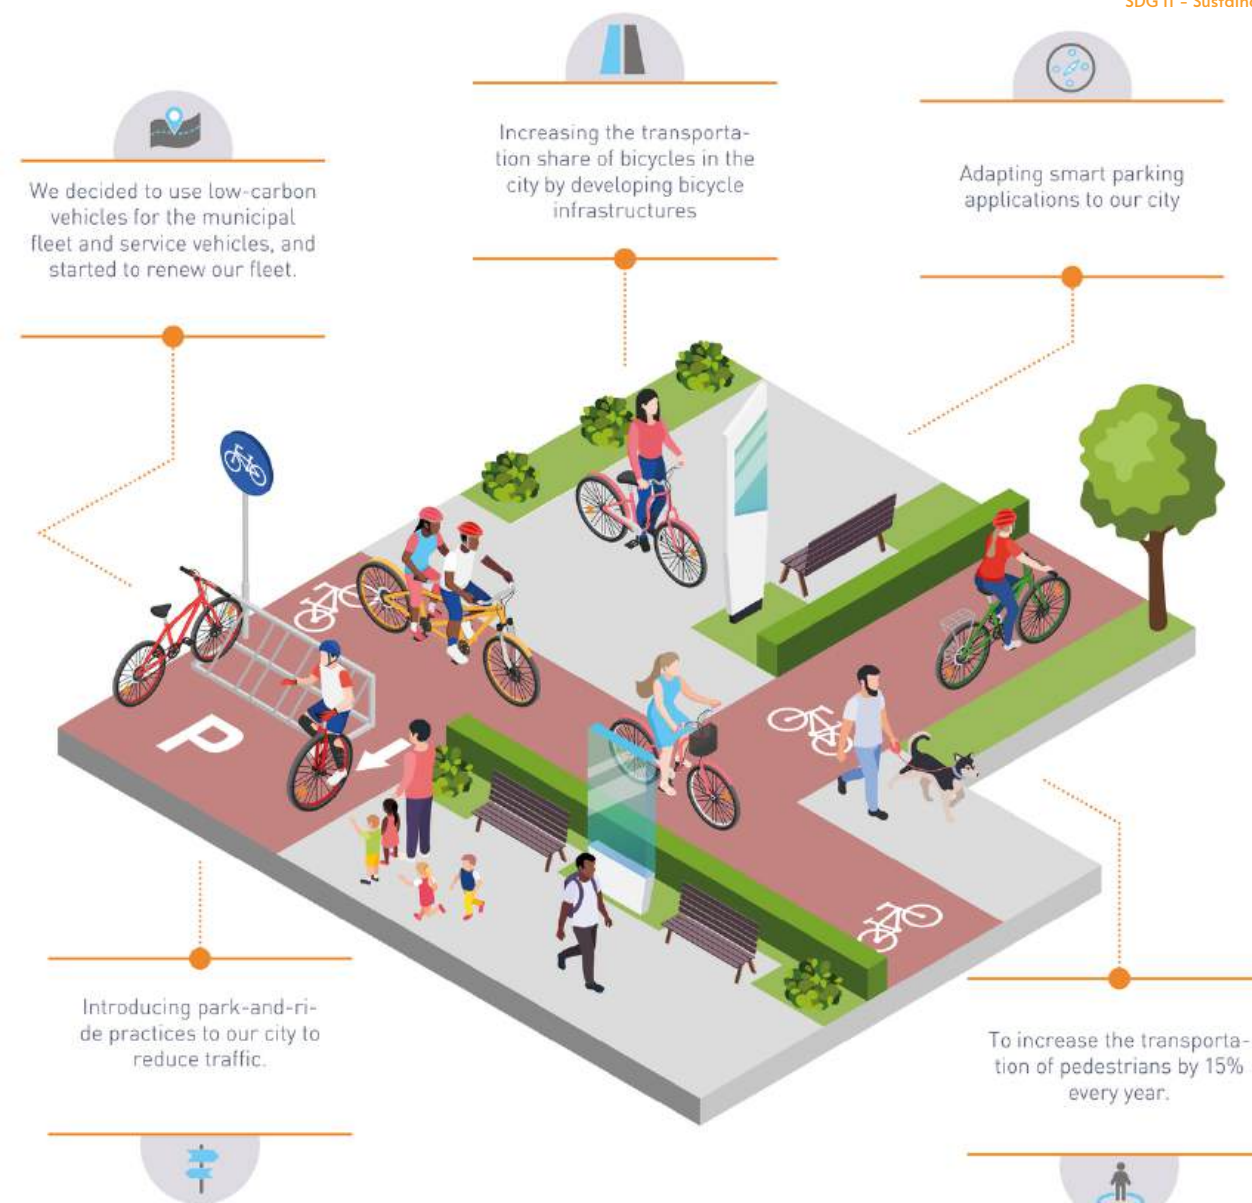 SDG 11 - Sustaina
Increasing the transporta-
tion share of bicycles in the
city by developing bicycle
infrastructures
Adapting smart parking
applications to our city
We decided to use low-carbon
vehicles for the municipal
fleet and service vehicles, and
started to renew our fleet.
P
Introducing park-and-ri-
de practices to our city to
reduce traffic.
To increase the transporta-
tion of pedestrians by 15%
every year.